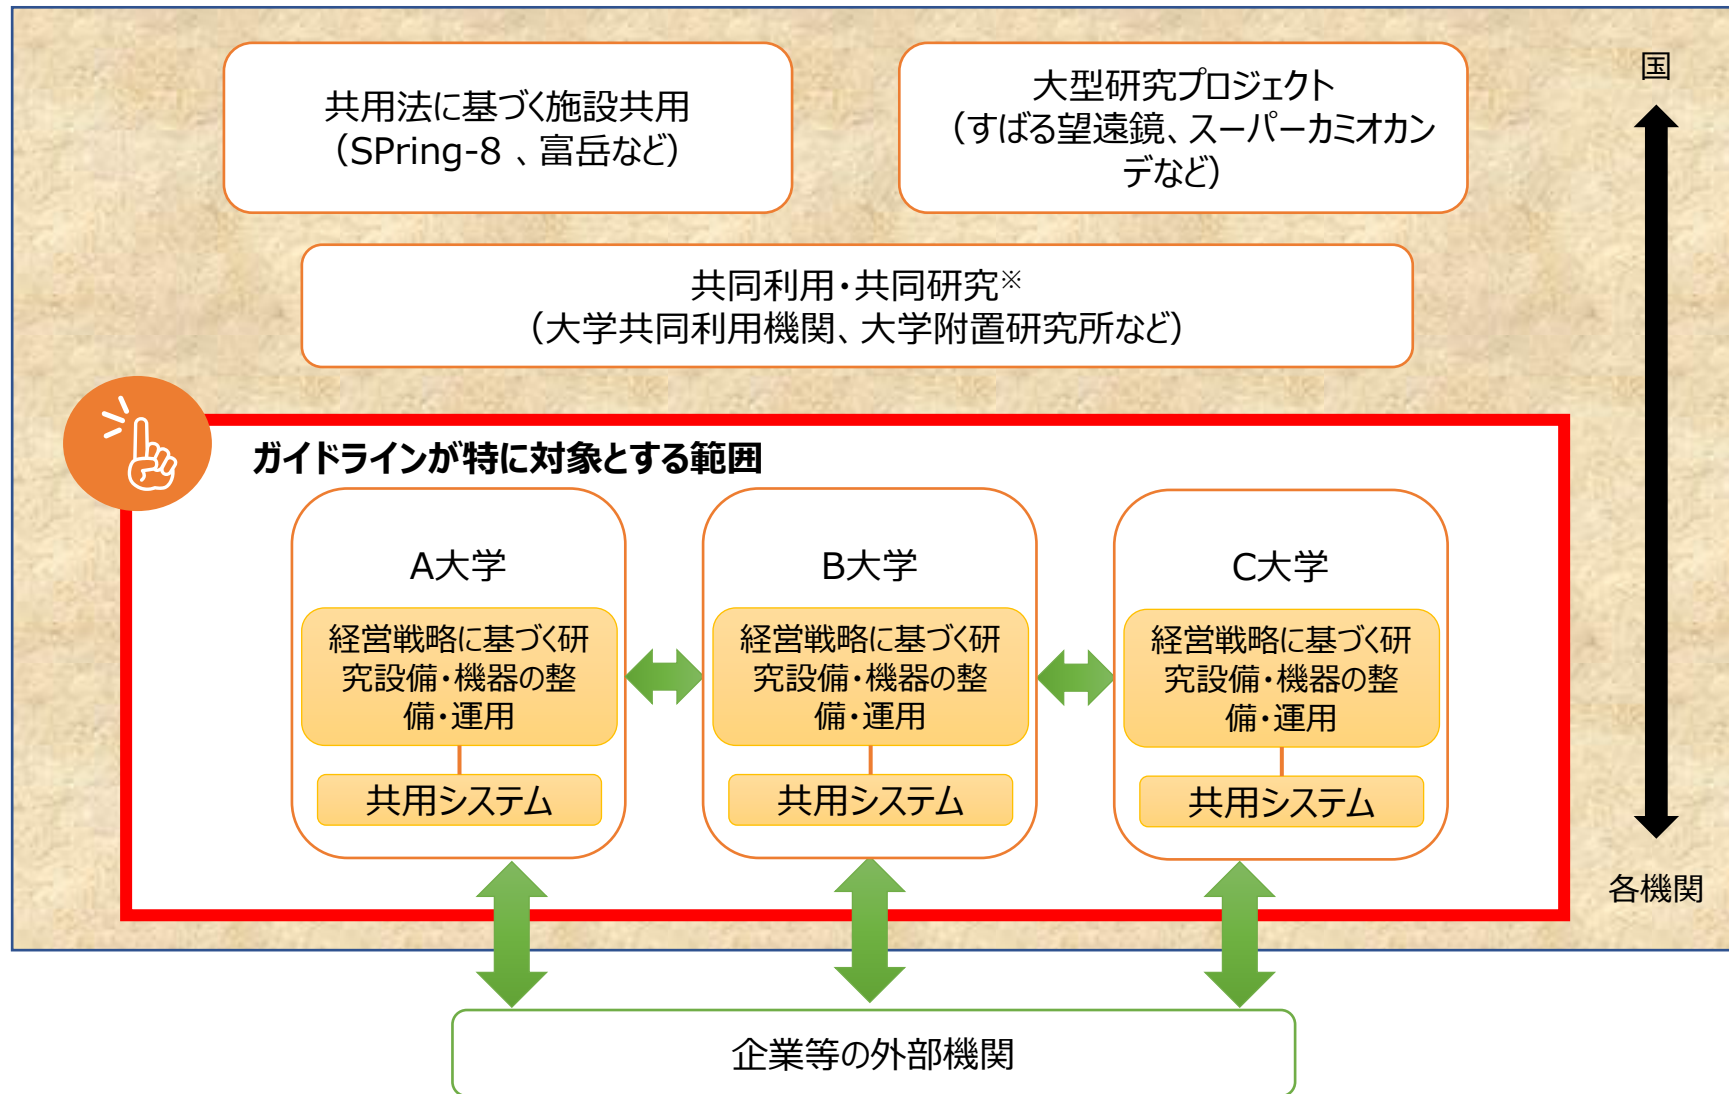 共用法に基づく施設共用
（SPring-8 、富岳など）
大型研究プロジェクト
（すばる望遠鏡、スーパーカミオカン
デなど）
国
共同利用・共同研究※
（大学共同利用機関、大学附置研究所など）
ガイドラインが特に対象とする範囲
A大学
経営戦略に基づく研
究設備・機器の整
備・運用
共用システム
B大学
経営戦略に基づく研
究設備・機器の整
備・運用
共用システム
C大学
経営戦略に基づく研
究設備・機器の整
備・運用
共用システム
各機関
企業等の外部機関